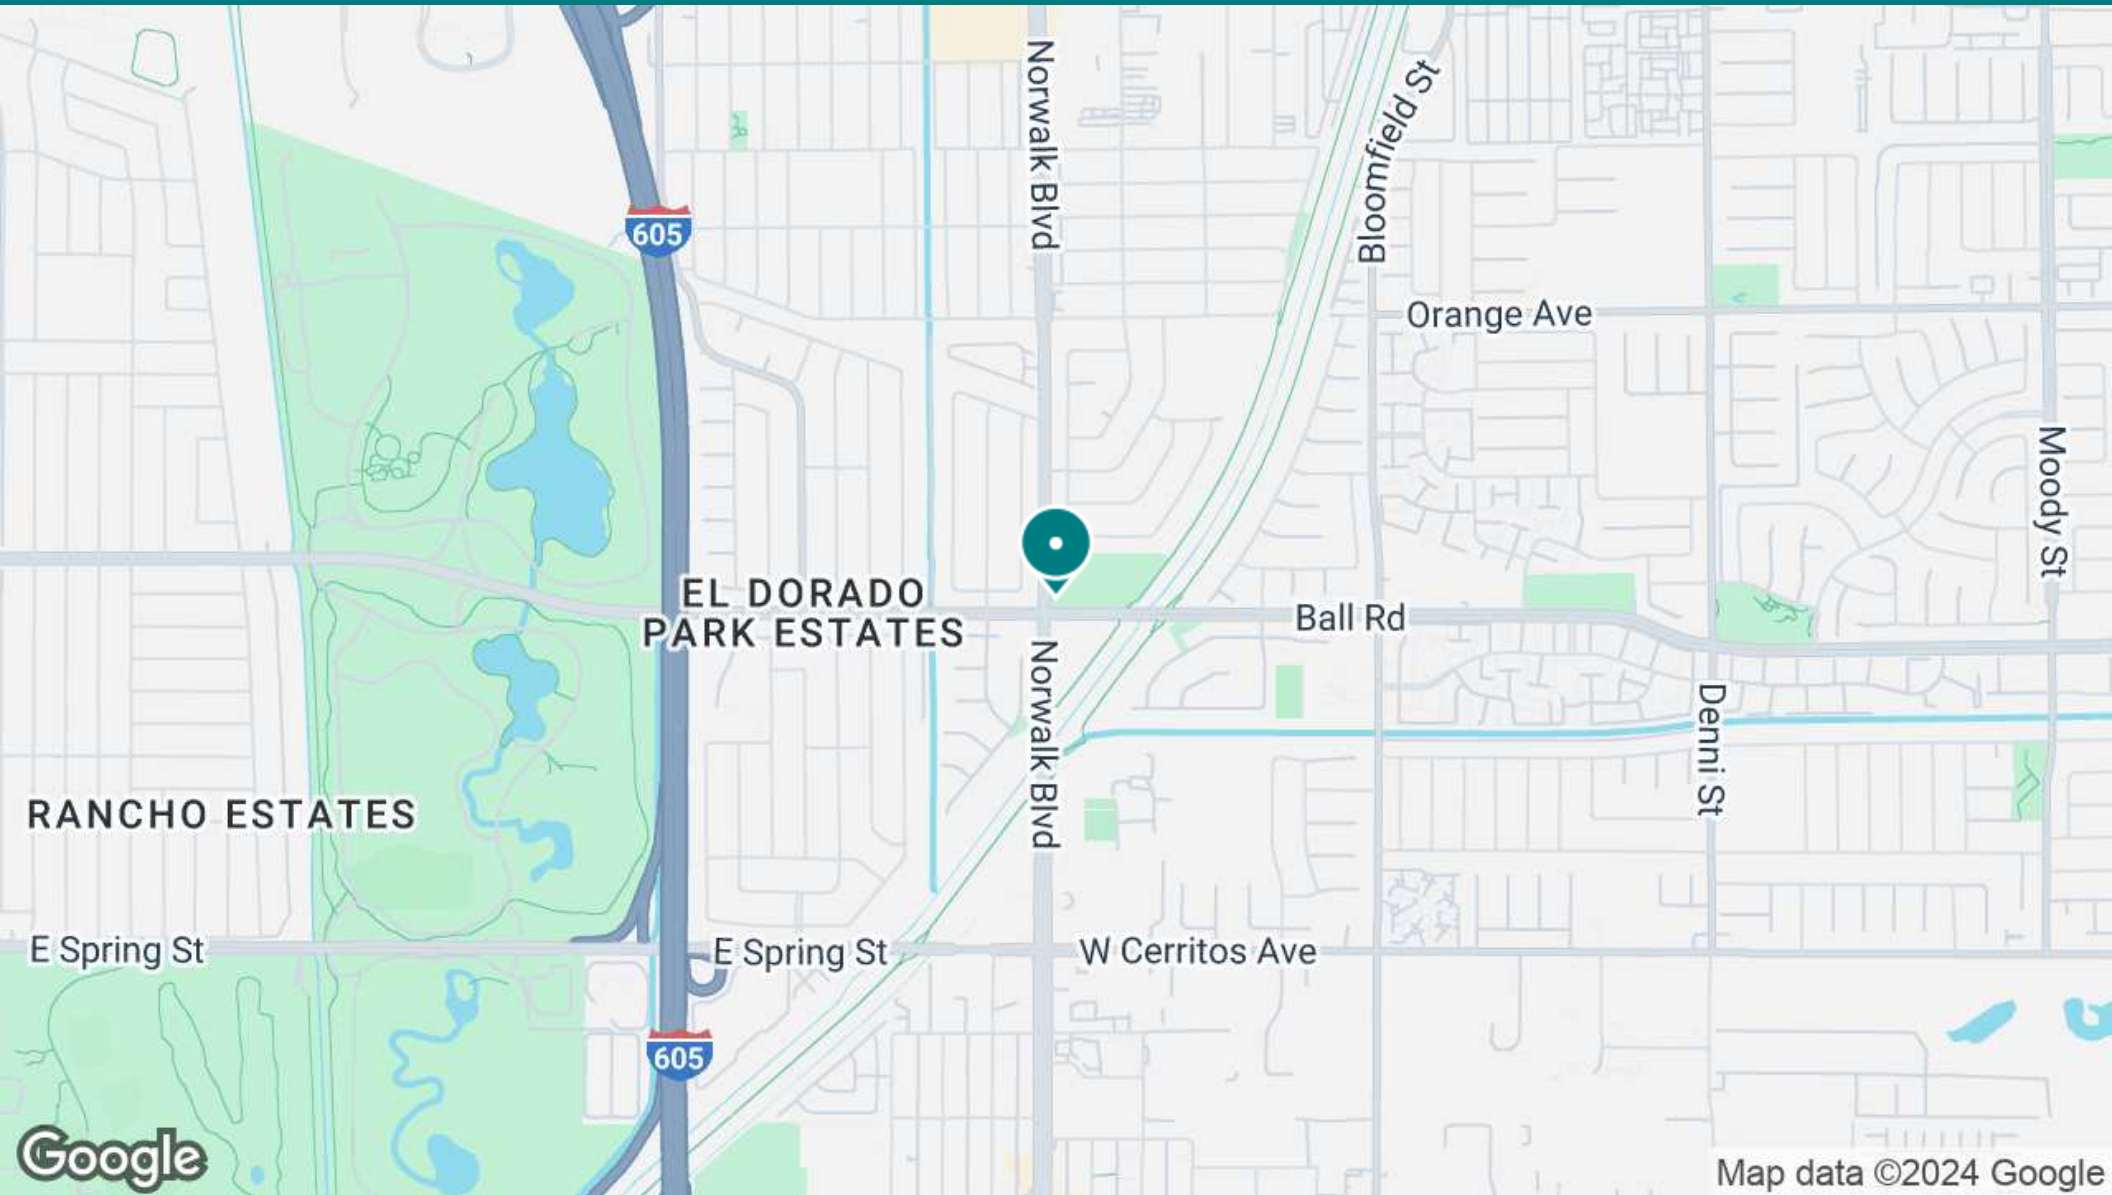 Norwalk Blvd
Bloomfield St
605
Orange Ave
Moody St
EL DORADO
PARK ESTATES
Ball Rd
Norwalk Blvd
Denni St
RANCHO ESTATES
E Spring St
E Spring St
W Cerritos Ave
605
Google
Map data ©2024 Google